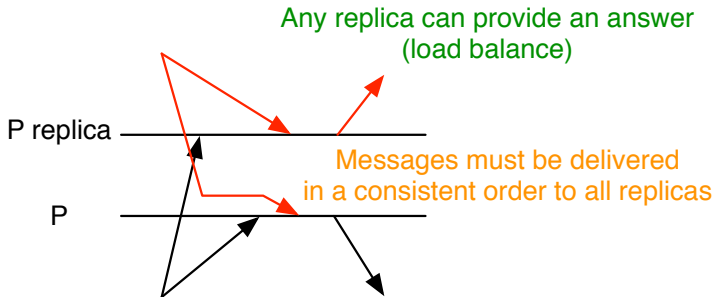 Any replica can provide an answer
(load balance)
P replica
Messages must be delivered
in a consistent order to all replicas
P